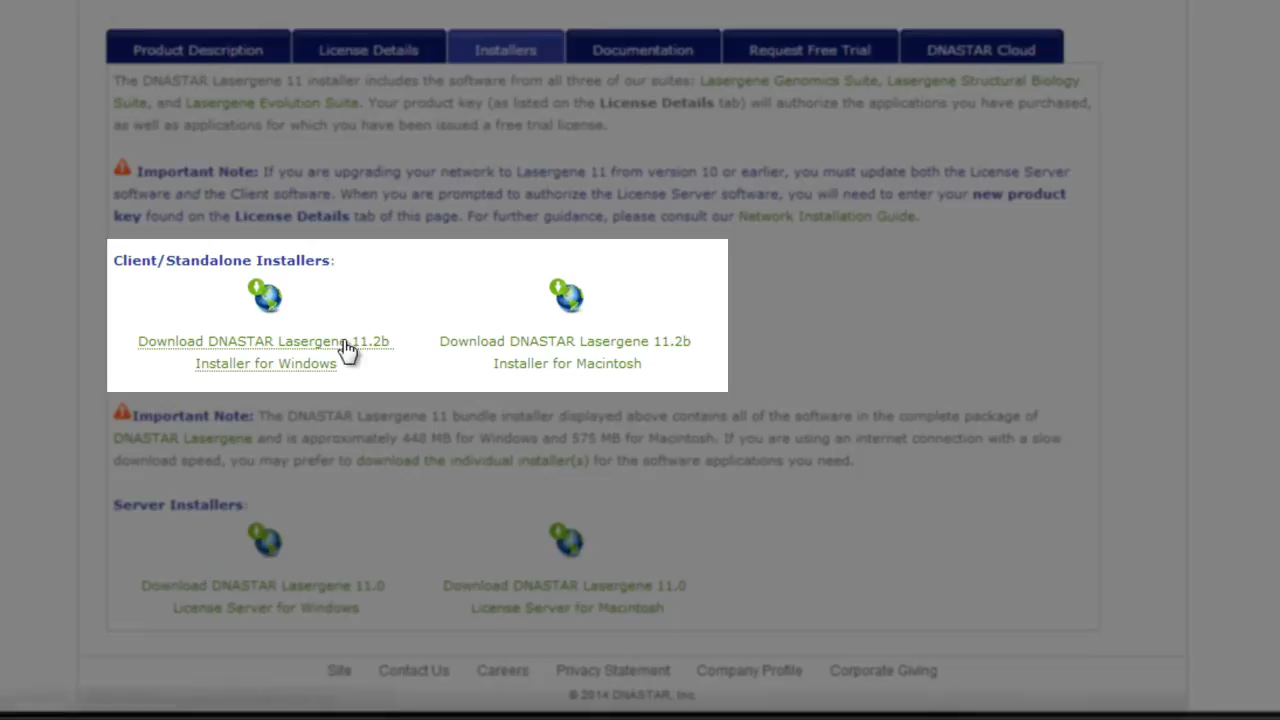 Product Description License Details Installers Documentation Request Free Trial DNASTAR Cloud
The DNASTAR Lasergene 11 installer includes the software from all three of our suites: Lasergene Genomics Suite, Lasergene Structural Biology
Suite, and Lasergene Evolution Suite. Your product key (as listed on the License Details tab) will authorize the applications you have purchased,
as well as applications for which you have been issued a free trial license.
Important Note: If you are upgrading your network to Lasergene 11 from version 10 or earlier, you must update both the License Server
software and the Client software. When you are prompted to authorize the License Server software, you will need to enter your new product
key found on the License Details tab of this page. For further guidance, please consult our Network Installation Guide.
Client/Standalone Installers:
Download DNASTAR Lasergene 11.2b
Installer for Windows
Download DNASTAR Lasergene 11.2b
Installer for Macintosh
Important Note: The DNASTAR Lasergene 11 bundle installer displayed above contains all of the software in the complete package of
DNASTAR Lasergene and is approximately 448 MB for Windows and 575 MB for Macintosh. If you are using an internet connection with a slow
download speed, you may prefer to download the individual installer(s) for the software applications you need.
Server Installers:
Download DNASTAR Lasergene 11.0
License Server for Windows
Download DNASTAR Lasergene 11.0
License Server for Macintosh
Site Contact Us Careers Privacy Statement Company Profile Corporate Giving
© 2014 DNASTAR, Inc.